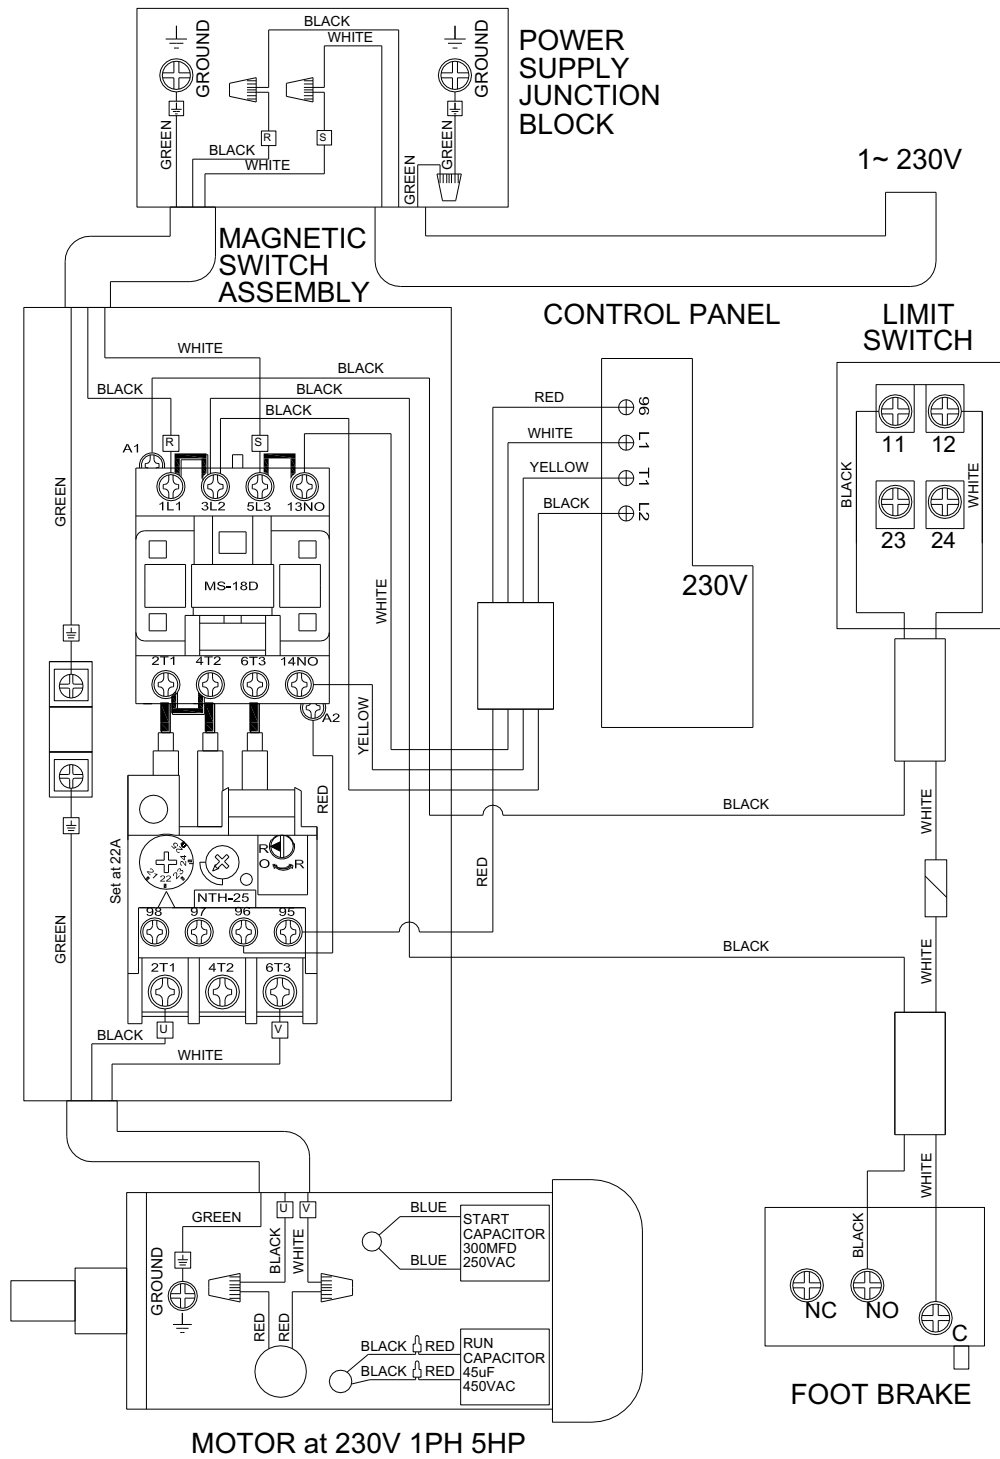 BLACK
WHITE
GROUND
GROUND
POWER
SUPPLY
JUNCTION
BLOCK
R
S
GREEN
BLACK
WHITE
GREEN
GREEN
1~ 230V
MAGNETIC
SWITCH
ASSEMBLY
CONTROL PANEL
LIMIT
SWITCH
WHITE
BLACK
BLACK
BLACK
BLACK
A1
R
S
1L1
3L2
5L3
13NO
RED
WHITE
YELLOW
BLACK
96
L1
T1
L2
230V
11
12
23
24
BLACK
WHITE
GREEN
MS-18D
WHITE
2T1
4T2
6T3
14NO
A2
YELLOW
RED
BLACK
WHITE
RED
Set at 22A
21
22
23
24
25
R
O
R
NTH-25
98
97
96
95
GREEN
BLACK
WHITE
2T1
4T2
6T3
U
V
BLACK
WHITE
WHITE
BLACK
GREEN
U
V
BLACK
WHITE
GROUND
RED
RED
BLUE
BLUE
START
CAPACITOR
300MFD
250VAC
BLACK
RED
BLACK
RED
RUN
CAPACITOR
45uF
450VAC
NC
NO
C
FOOT BRAKE
MOTOR at 230V 1PH 5HP